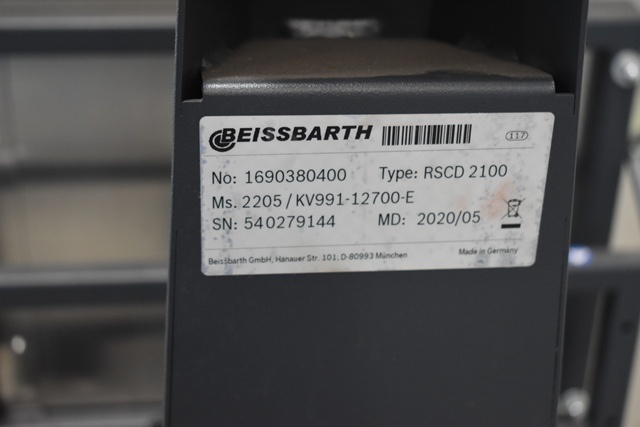 BEISSBARTH 117
No: 1690380400 Type: RSCD 2100
Ms. 2205 / KV991-12700-E
SN: 540279144 MD: 2020/05
Beissbarth GmbH, Hanauer Str. 101, D-80993 München Made in Germany